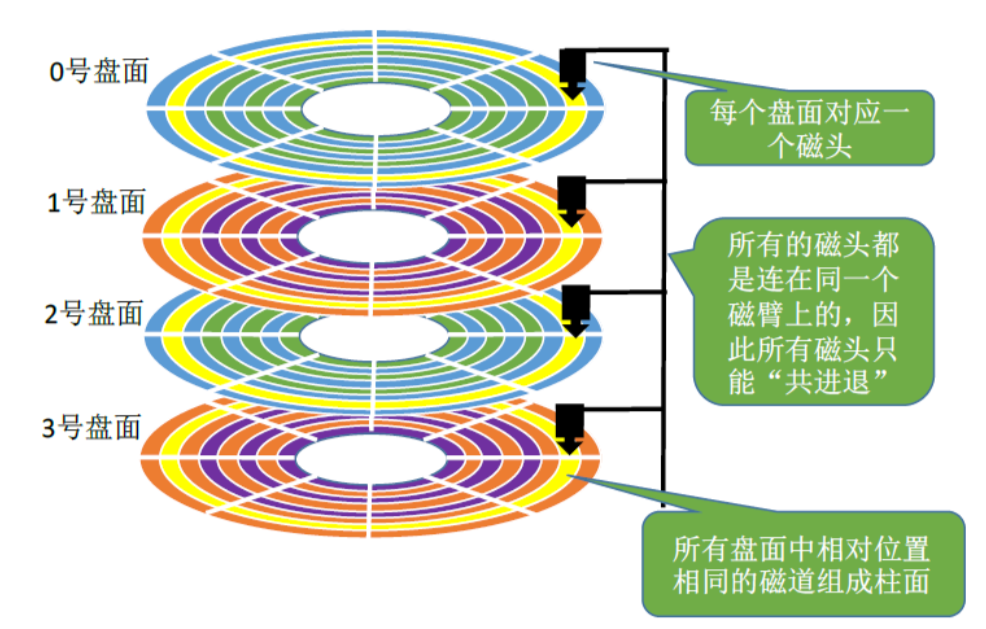 0号盘面
每个盘面对应一
个磁头
1号盘面
所有的磁头都
是连在同一个
磁臂上的，因
此所有磁头只
能“共进退”
2号盘面
3号盘面
所有盘面中相对位置
相同的磁道组成柱面